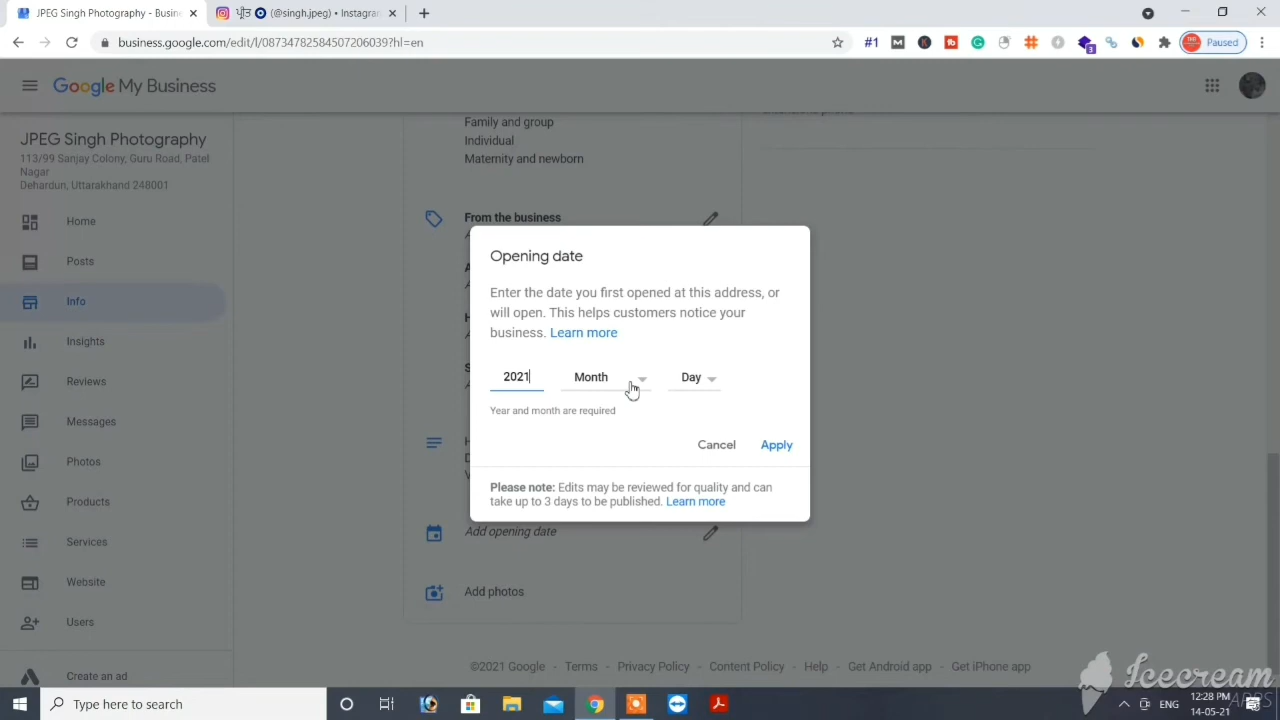 JPEG Singh Photography - Busine
(@singh.jpeg) • Instagram
business.google.com/edit/l/08734782584507206039?hl=en
#1
3
Paused
Google My Business
JPEG Singh Photography
113/99 Sanjay Colony, Guru Road, Patel
Nagar
Dehardun, Uttarakhand 248001
Home
Posts
Info
Insights
Reviews
Messages
Photos
Products
Services
Website
Users
Create an ad
Family and group
Individual
Maternity and newborn
From the business
Opening date
Enter the date you first opened at this address, or
will open. This helps customers notice your
business. Learn more
2021 Month Day
Year and month are required
Cancel Apply
Please note: Edits may be reviewed for quality and can
take up to 3 days to be published. Learn more
Add opening date
Add photos
©2021 Google - Terms - Privacy Policy - Content Policy - Help - Get Android app - Get iPhone app
Icecream
APPS
Type here to search
ENG
12:28 PM
14-05-21